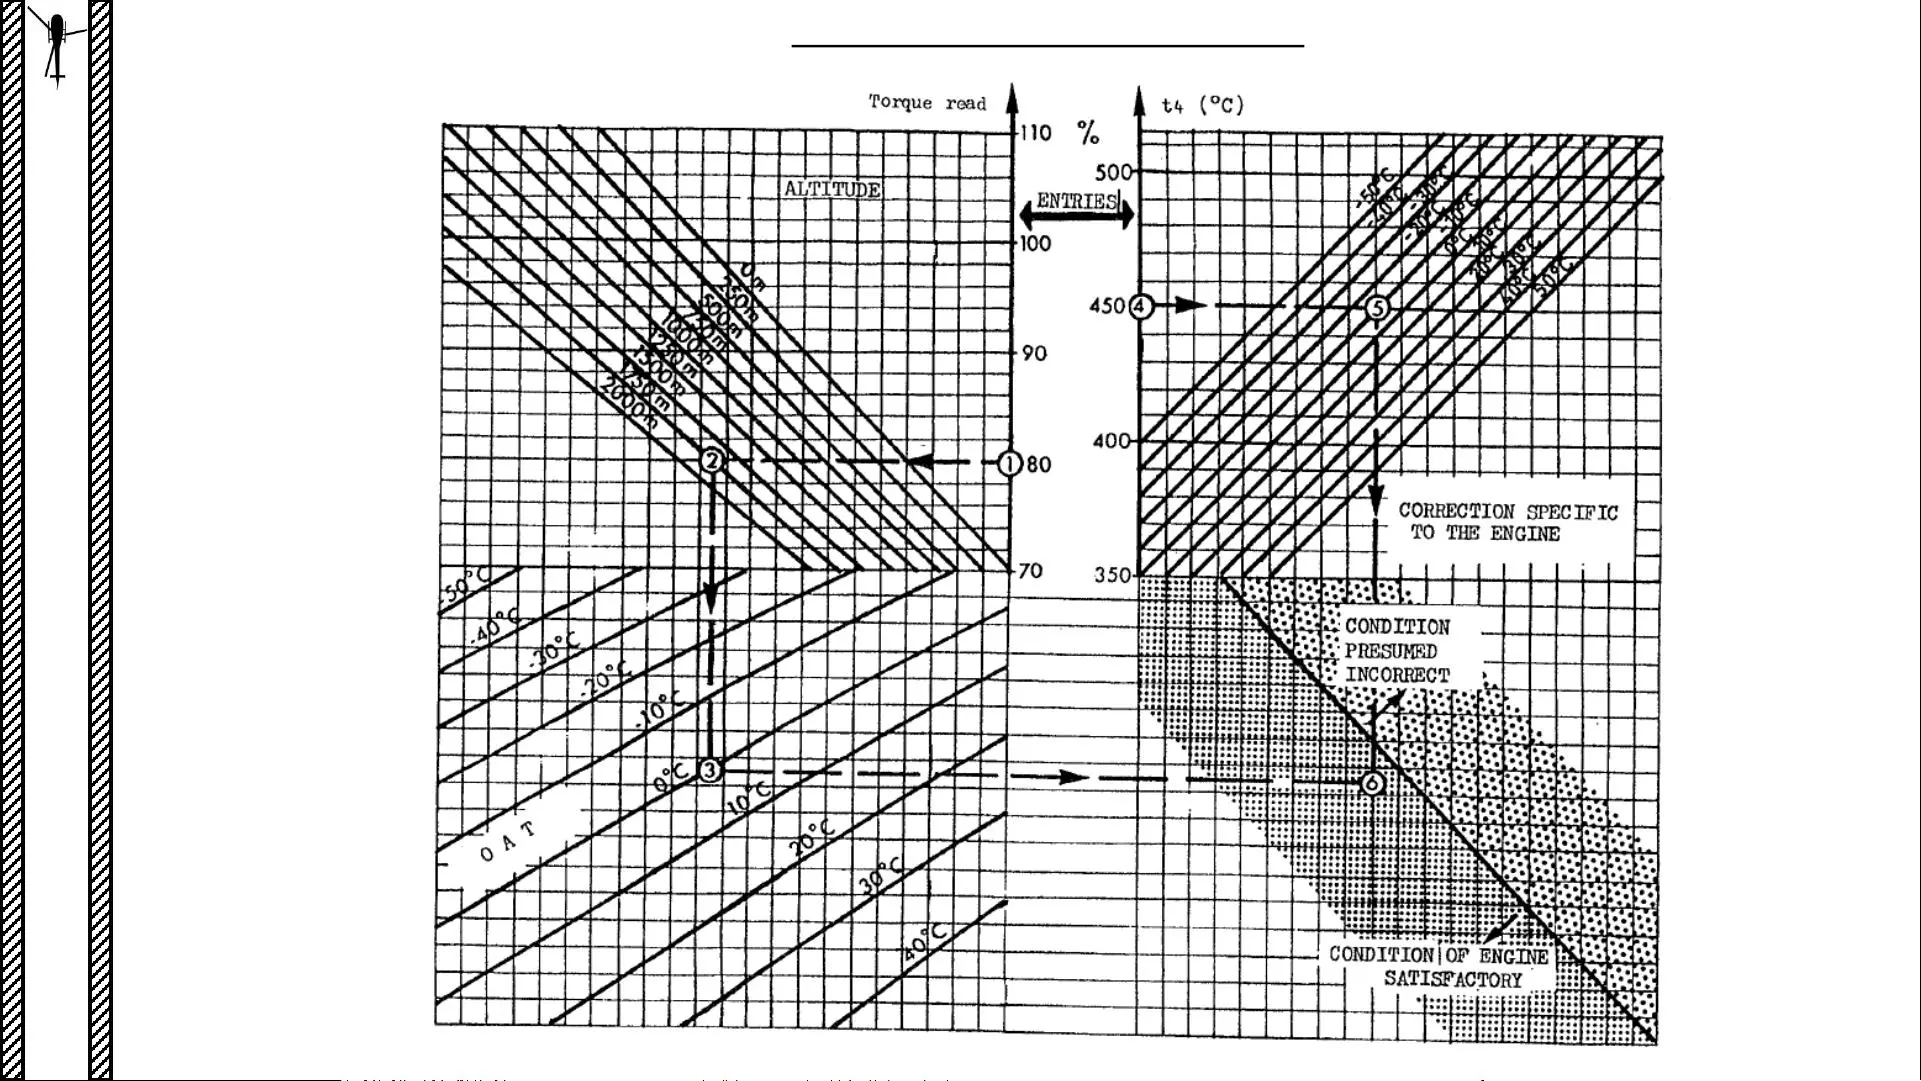 Torque read
t4 (°C)
110
%
500
ALTITUDE
ENTRIES
100
-50°C
-40°C
-30°C
-20°C
-10°C
0°C
10°C
20°C
30°C
40°C
50°C
0m
250m
500m
750m
1000m
1250m
1500m
1750m
2000m
450
4
5
90
400
2
1
80
CORRECTION SPECIFIC
TO THE ENGINE
70
350
-50°C
-40°C
-30°C
-20°C
-10°C
0°C
10°C
20°C
30°C
40°C
CONDITION
PRESUMED
INCORRECT
3
6
O A T
CONDITION OF ENGINE
SATISFACTORY